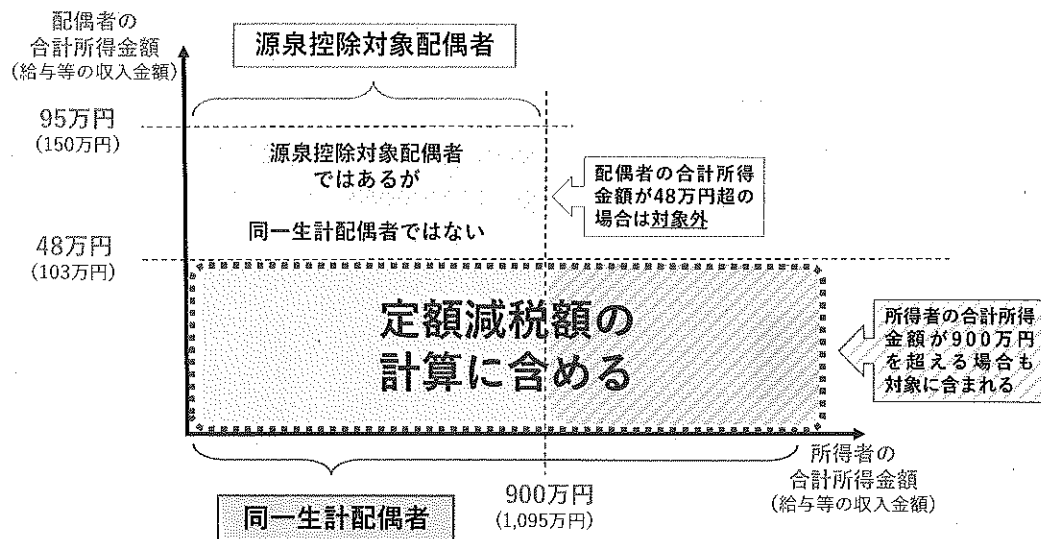 配偶者の
合計所得金額
(給与等の収入金額)
源泉控除対象配偶者
95万円
(150万円)
源泉控除対象配偶者
ではあるが
同一生計配偶者ではない
配偶者の合計所得
金額が48万円超の
場合は対象外
48万円
(103万円)
定額減税額の
計算に含める
所得者の合計所得
金額が900万円
を超える場合も
対象に含まれる
所得者の
合計所得金額
(給与等の収入金額)
900万円
(1,095万円)
同一生計配偶者